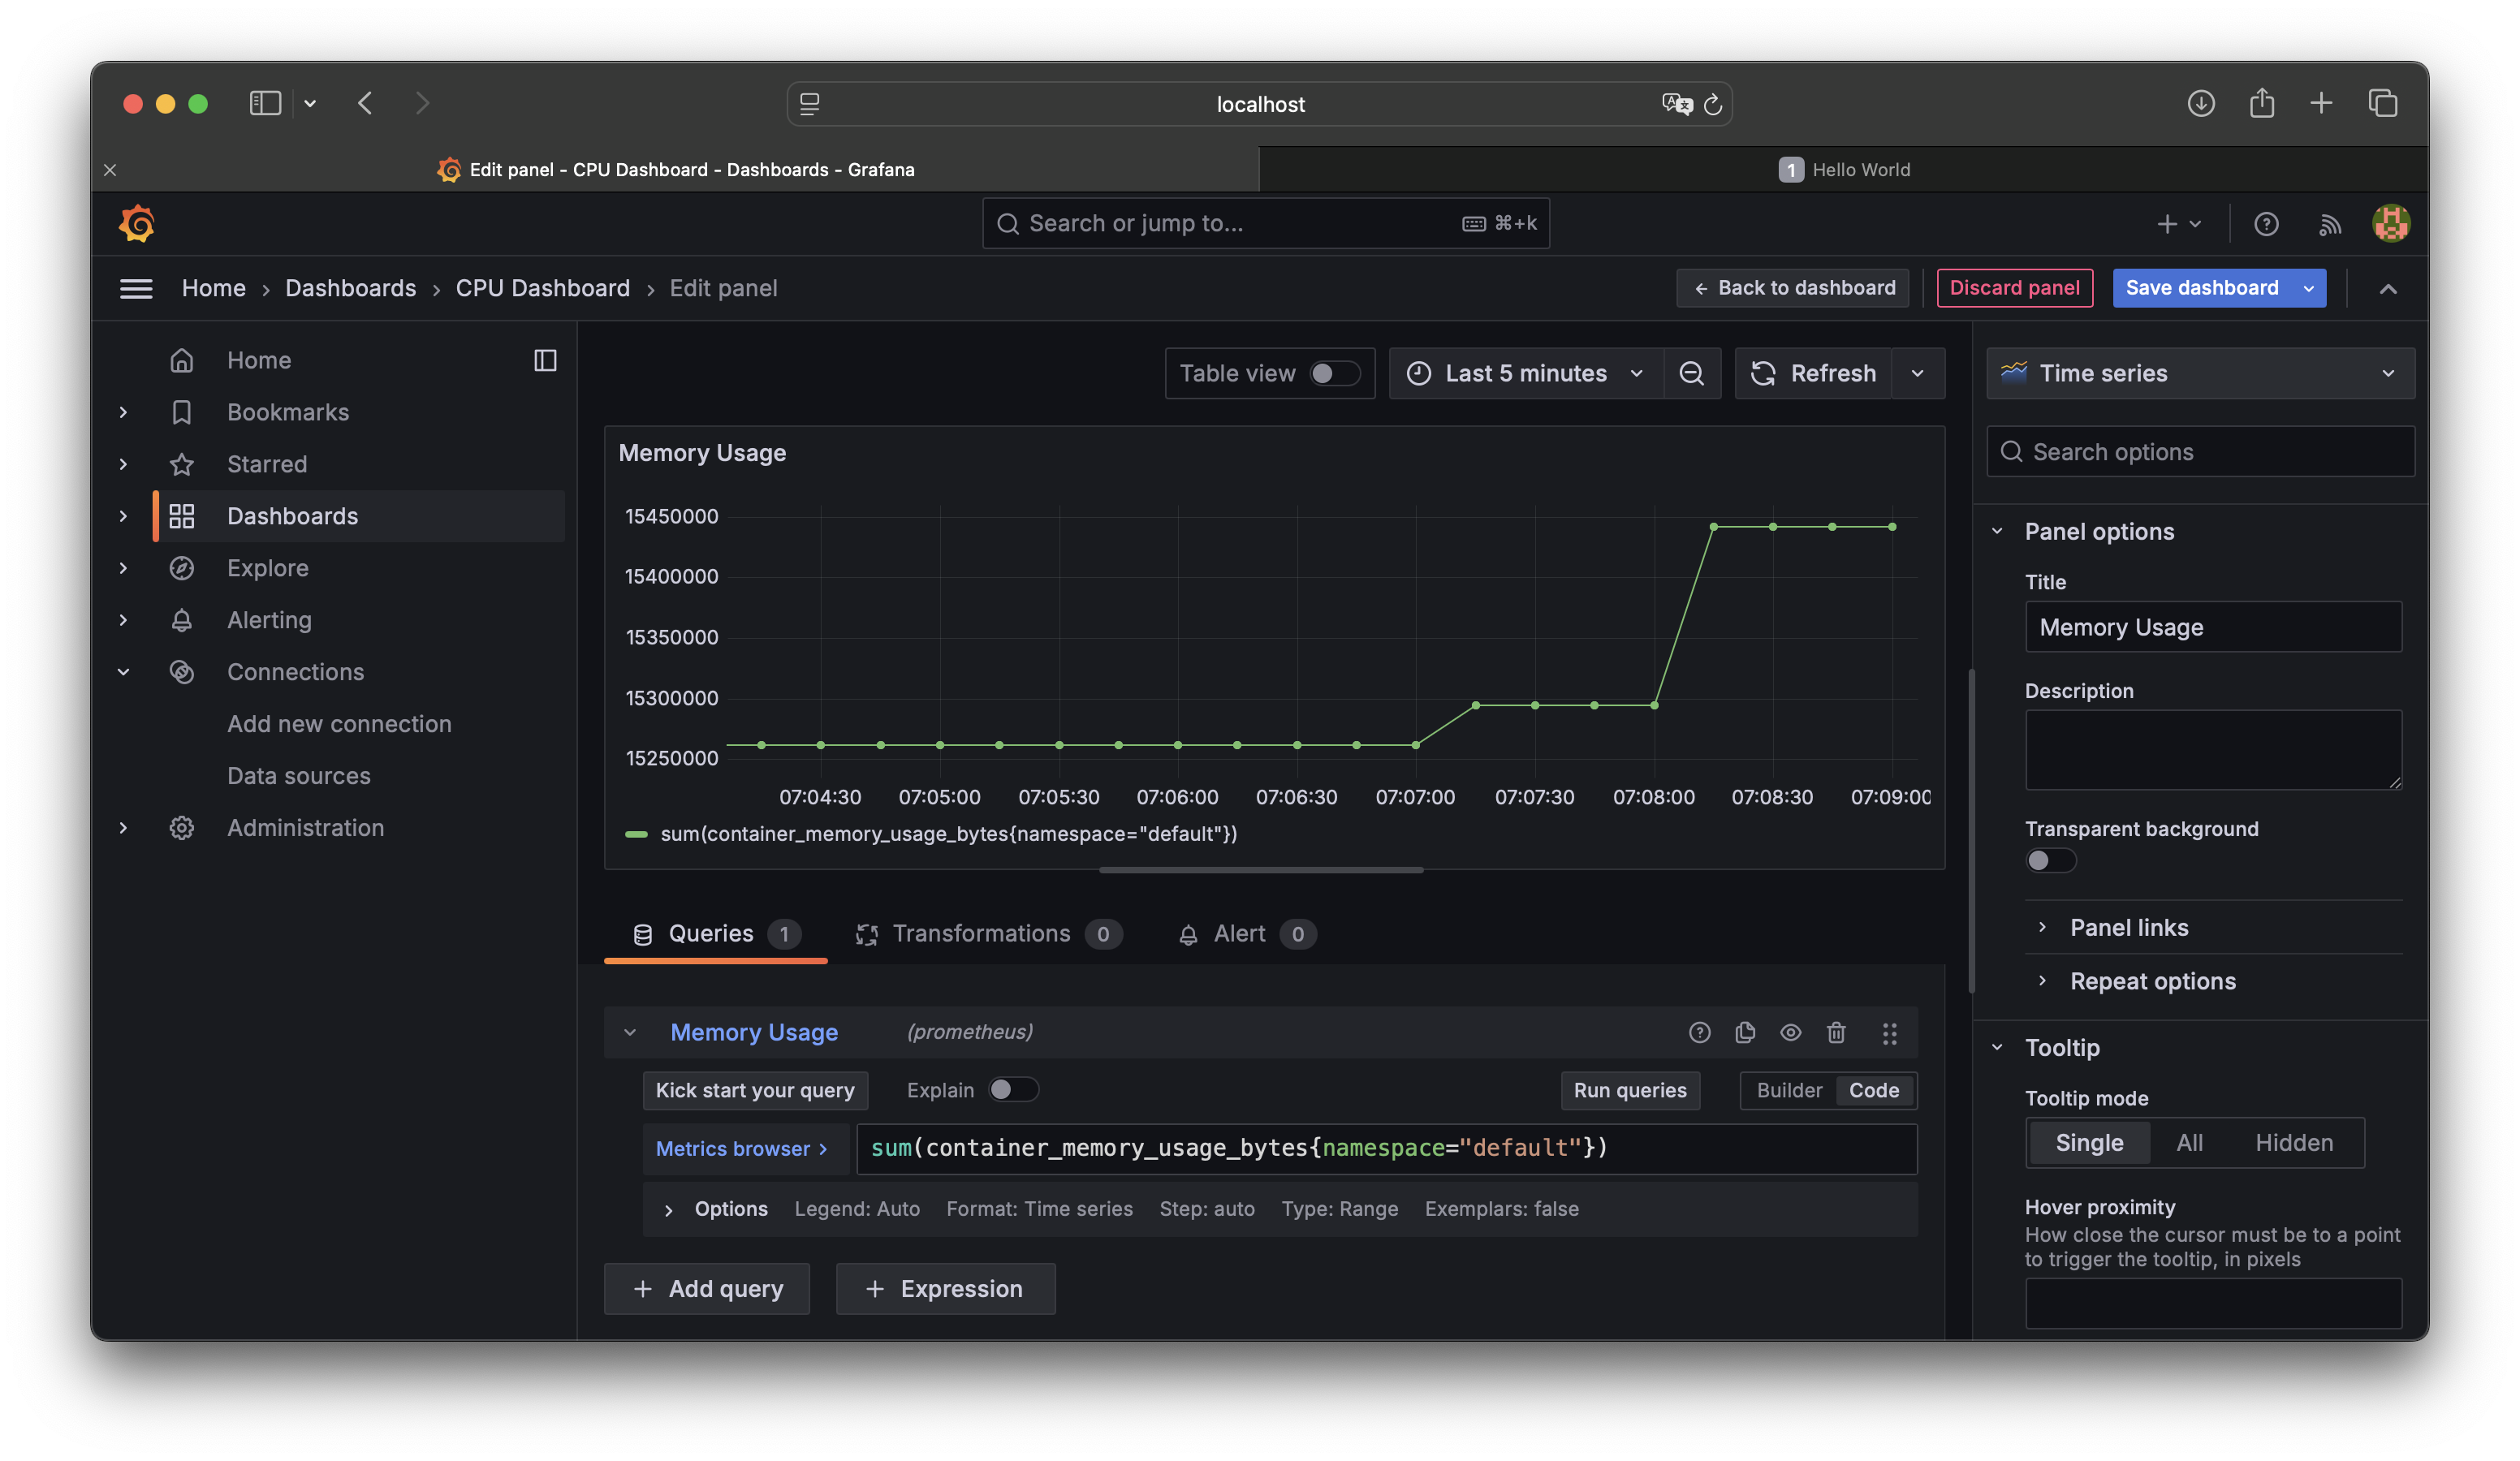 localhost
Edit panel - CPU Dashboard - Dashboards - Grafana
1 Hello World
Search or jump to... ⌘+k
Home › Dashboards › CPU Dashboard › Edit panel
← Back to dashboard
Discard panel
Save dashboard
Home
Bookmarks
Starred
Dashboards
Explore
Alerting
Connections
Add new connection
Data sources
Administration
Table view
Last 5 minutes
Refresh
Memory Usage
15450000
15400000
15350000
15300000
15250000
07:04:30 07:05:00 07:05:30 07:06:00 07:06:30 07:07:00 07:07:30 07:08:00 07:08:30 07:09:00
sum(container_memory_usage_bytes{namespace="default"})
Queries 1
Transformations 0
Alert 0
Memory Usage (prometheus)
Kick start your query
Explain
Run queries
Builder Code
Metrics browser >
sum(container_memory_usage_bytes{namespace="default"})
Options Legend: Auto Format: Time series Step: auto Type: Range Exemplars: false
+ Add query
+ Expression
Time series
Search options
Panel options
Title
Memory Usage
Description
Transparent background
Panel links
Repeat options
Tooltip
Tooltip mode
Single All Hidden
Hover proximity
How close the cursor must be to a point
to trigger the tooltip, in pixels